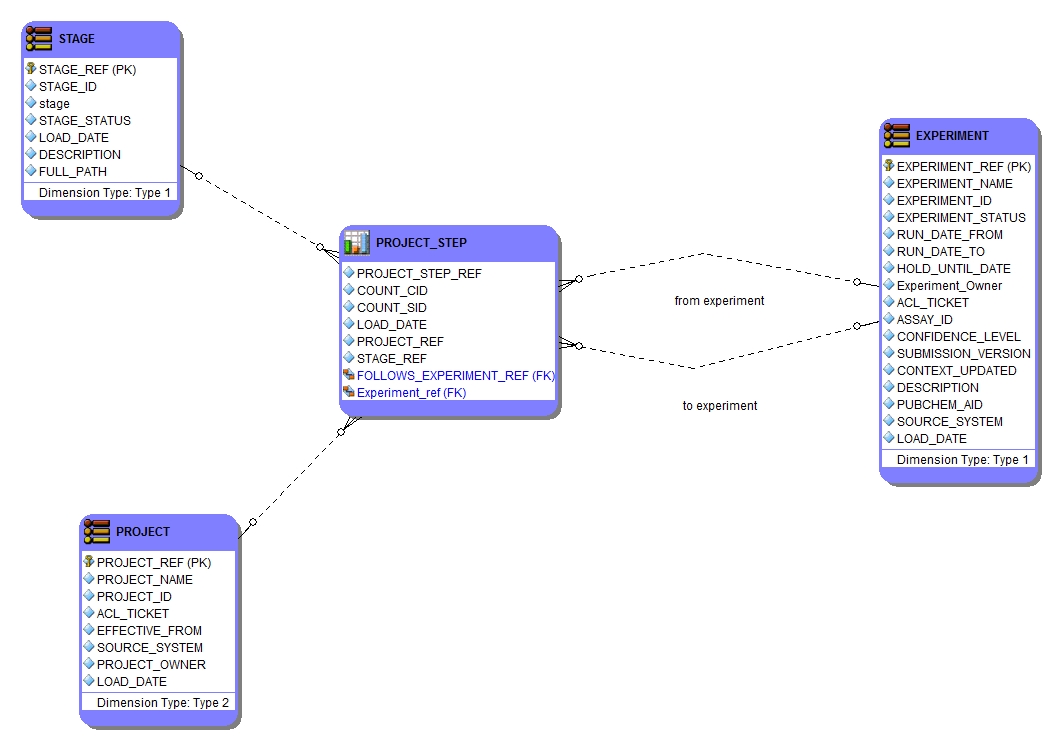 STAGE
STAGE_REF (PK)
STAGE_ID
stage
STAGE_STATUS
LOAD_DATE
DESCRIPTION
FULL_PATH
Dimension Type: Type 1
PROJECT_STEP
PROJECT_STEP_REF
COUNT_CID
COUNT_SID
LOAD_DATE
PROJECT_REF
STAGE_REF
FOLLOWS_EXPERIMENT_REF (FK)
Experiment_ref (FK)
from experiment
to experiment
EXPERIMENT
EXPERIMENT_REF (PK)
EXPERIMENT_NAME
EXPERIMENT_ID
EXPERIMENT_STATUS
RUN_DATE_FROM
RUN_DATE_TO
HOLD_UNTIL_DATE
Experiment_Owner
ACL_TICKET
ASSAY_ID
CONFIDENCE_LEVEL
SUBMISSION_VERSION
CONTEXT_UPDATED
DESCRIPTION
PUBCHEM_AID
SOURCE_SYSTEM
LOAD_DATE
Dimension Type: Type 1
PROJECT
PROJECT_REF (PK)
PROJECT_NAME
PROJECT_ID
ACL_TICKET
EFFECTIVE_FROM
SOURCE_SYSTEM
PROJECT_OWNER
LOAD_DATE
Dimension Type: Type 2